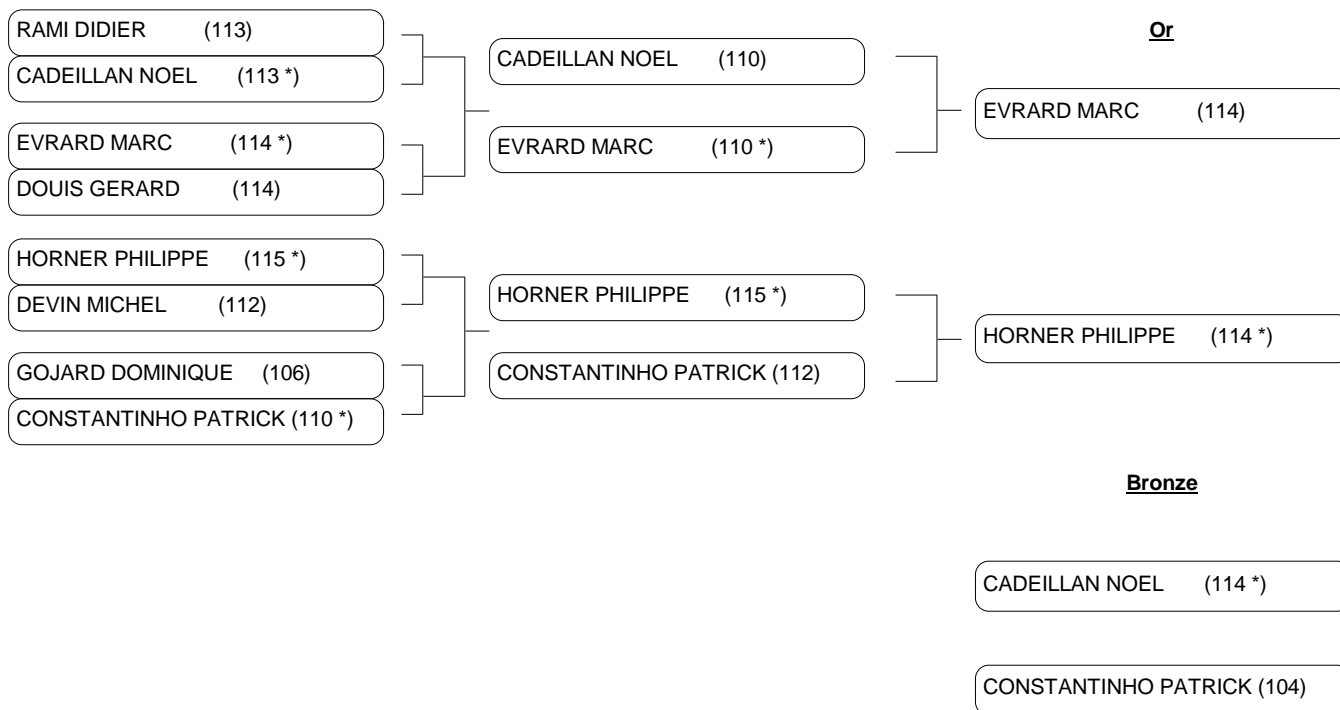 RAMI DIDIER (113)
CADEILLAN NOEL (113 *)
EVRARD MARC (114 *)
DOUIS GERARD (114)
HORNER PHILIPPE (115 *)
DEVIN MICHEL (112)
GOJARD DOMINIQUE (106)
CONSTANTINHO PATRICK (110 *)
CADEILLAN NOEL (110)
EVRARD MARC (110 *)
HORNER PHILIPPE (115 *)
CONSTANTINHO PATRICK (112)
Or
EVRARD MARC (114)
HORNER PHILIPPE (114 *)
Bronze
CADEILLAN NOEL (114 *)
CONSTANTINHO PATRICK (104)